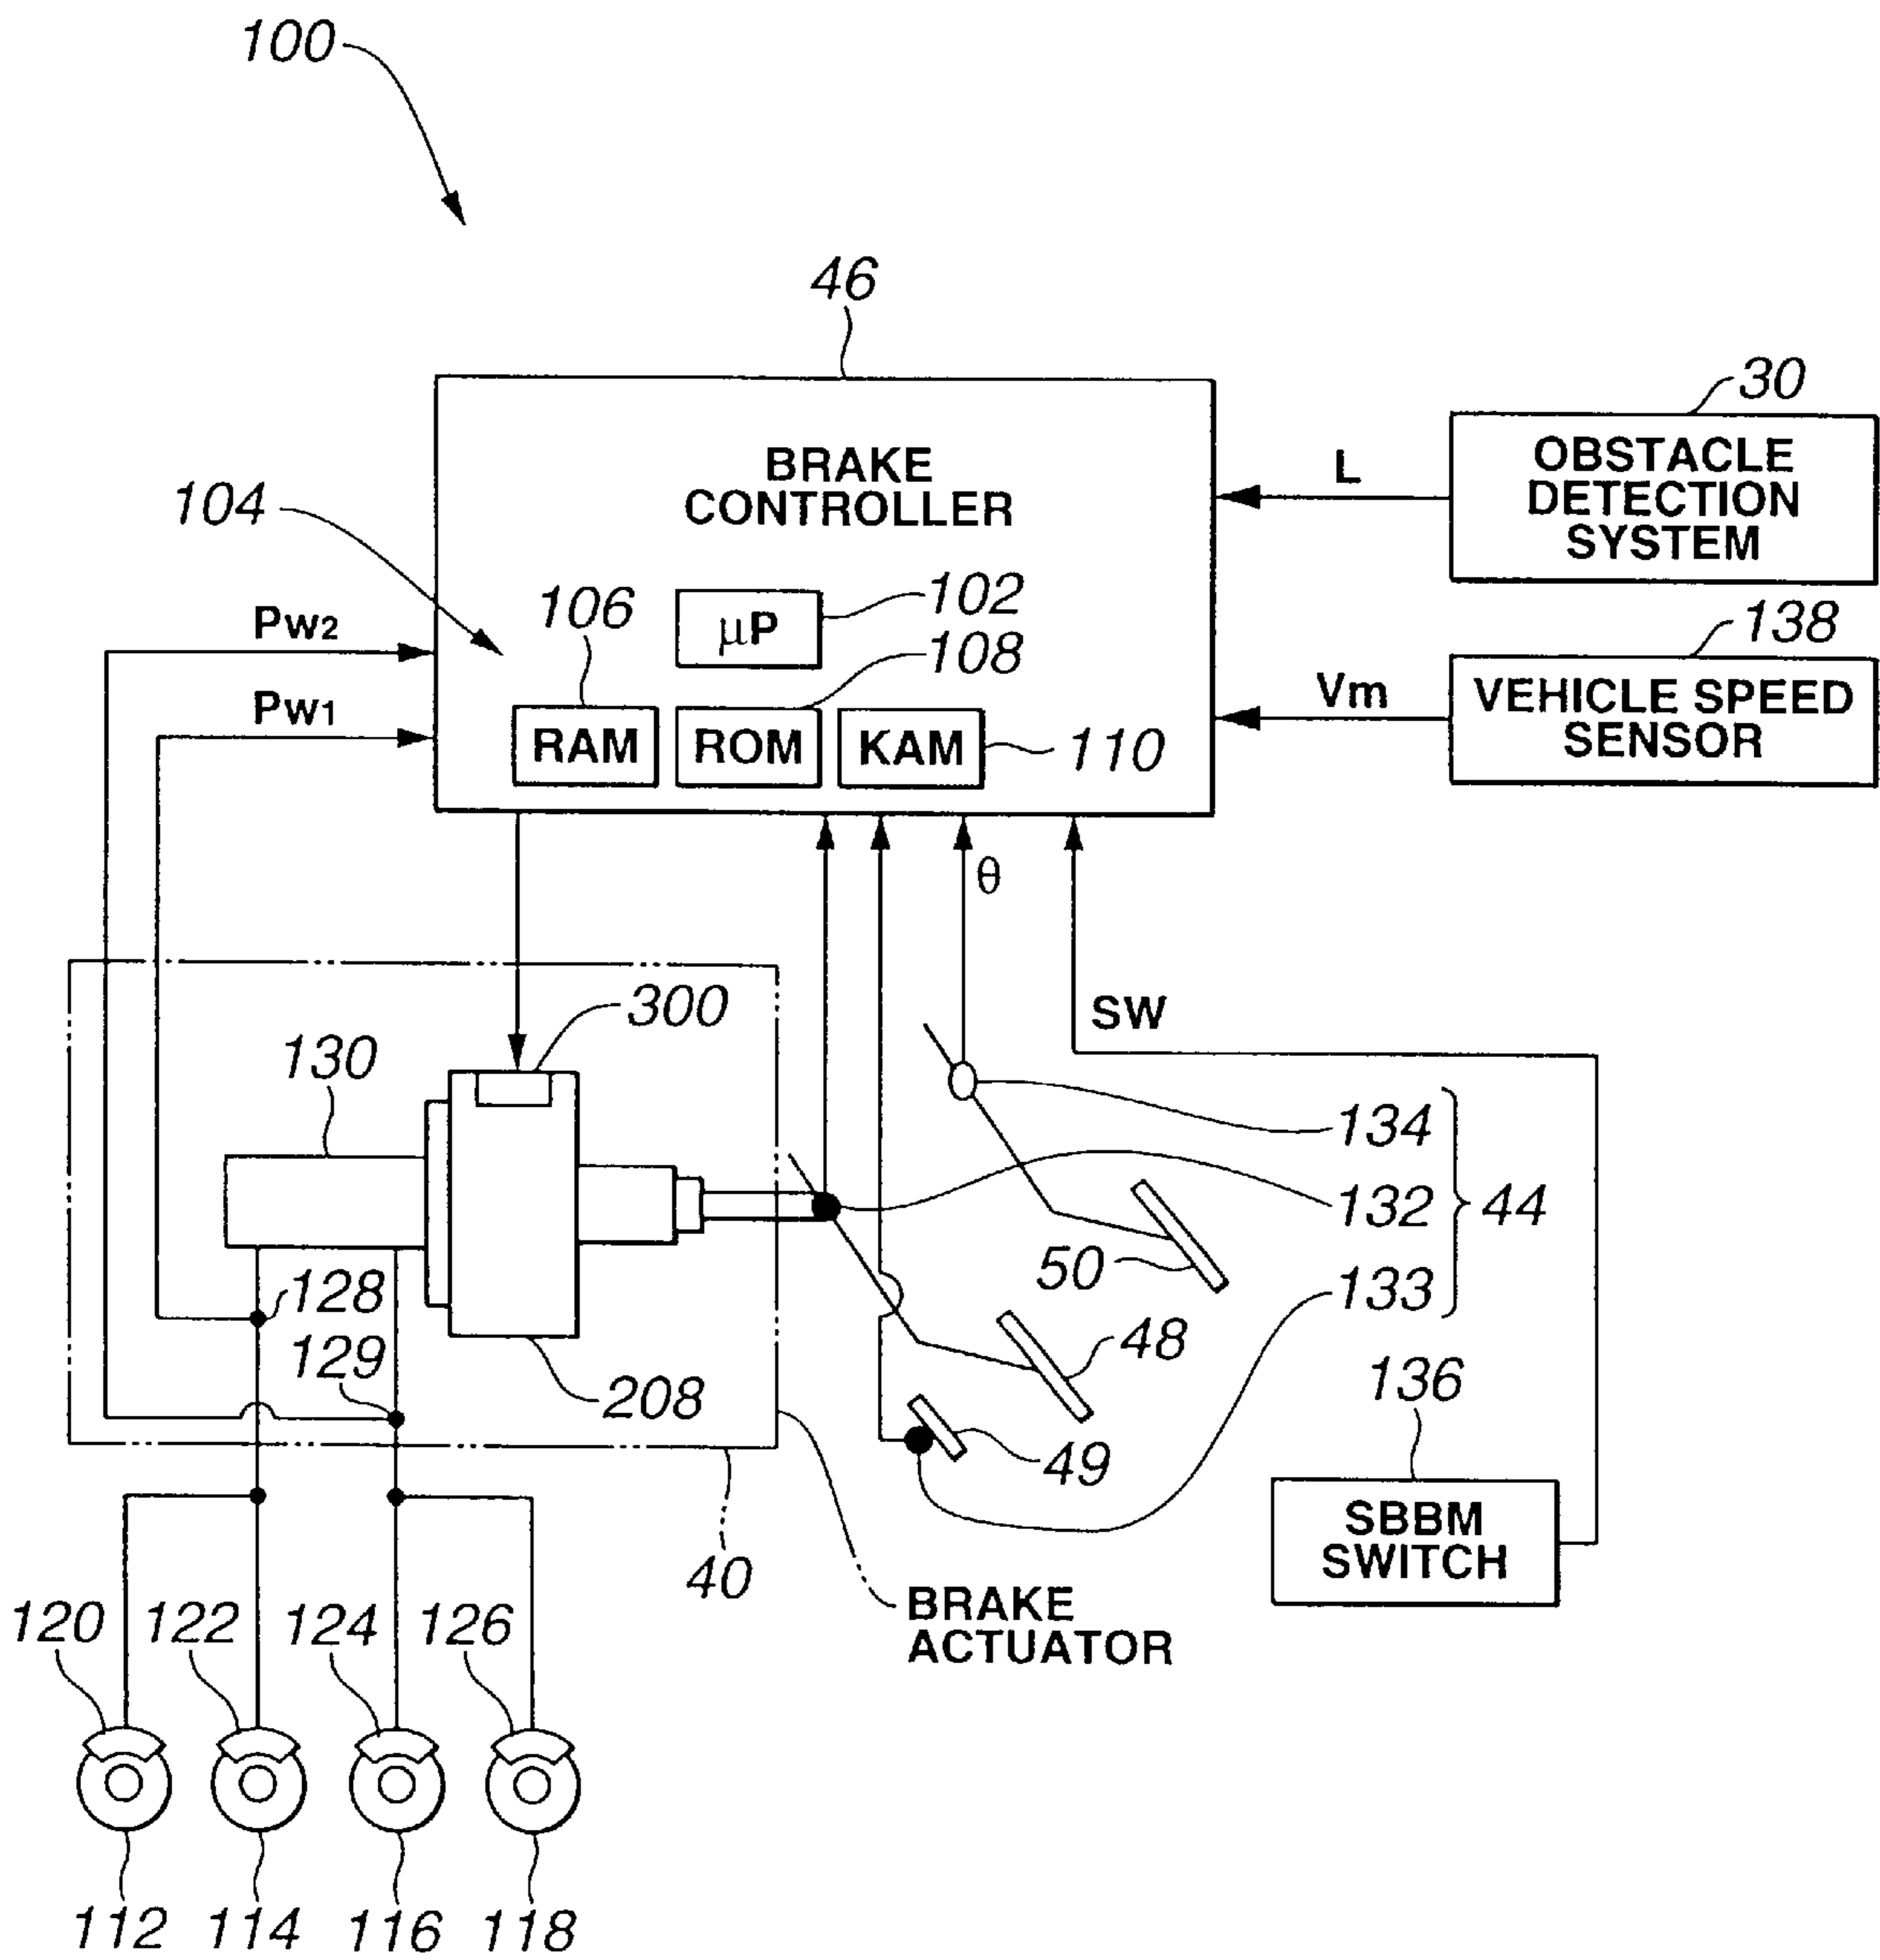 100
46
30
BRAKE
CONTROLLER
L
OBSTACLE
DETECTION
SYSTEM
104
106
102
µP
Pw2
108
138
Pw1
RAM
ROM
KAM
110
Vm
VEHICLE SPEED
SENSOR
θ
300
SW
130
134
132
44
50
133
128
129
48
208
136
49
SBBM
SWITCH
40
BRAKE
ACTUATOR
120
122
124
126
112
114
116
118